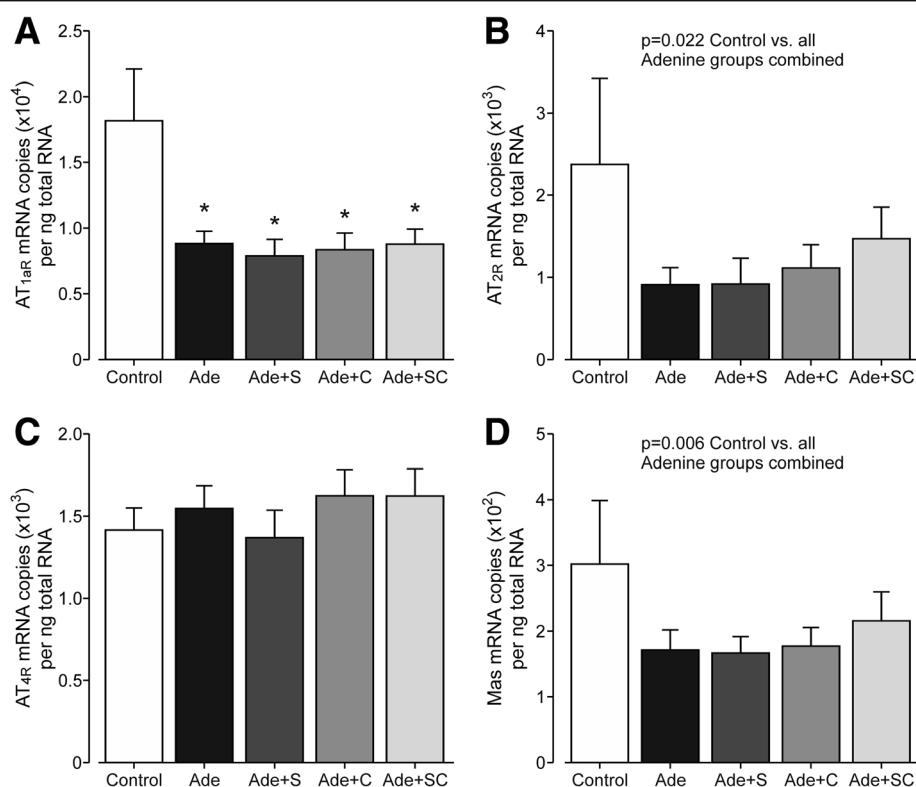 A
AT1aR mRNA copies (x10⁴)
per ng total RNA
2.5
2.0
1.5
1.0
0.5
0
* * * *
Control Ade Ade+S Ade+C Ade+SC
B
p=0.022 Control vs. all
Adenine groups combined
AT2R mRNA copies (x10³)
per ng total RNA
4
3
2
1
0
Control Ade Ade+S Ade+C Ade+SC
C
AT4R mRNA copies (x10³)
per ng total RNA
2.0
1.5
1.0
0.5
0
Control Ade Ade+S Ade+C Ade+SC
D
p=0.006 Control vs. all
Adenine groups combined
Mas mRNA copies (x10²)
per ng total RNA
5
4
3
2
1
0
Control Ade Ade+S Ade+C Ade+SC